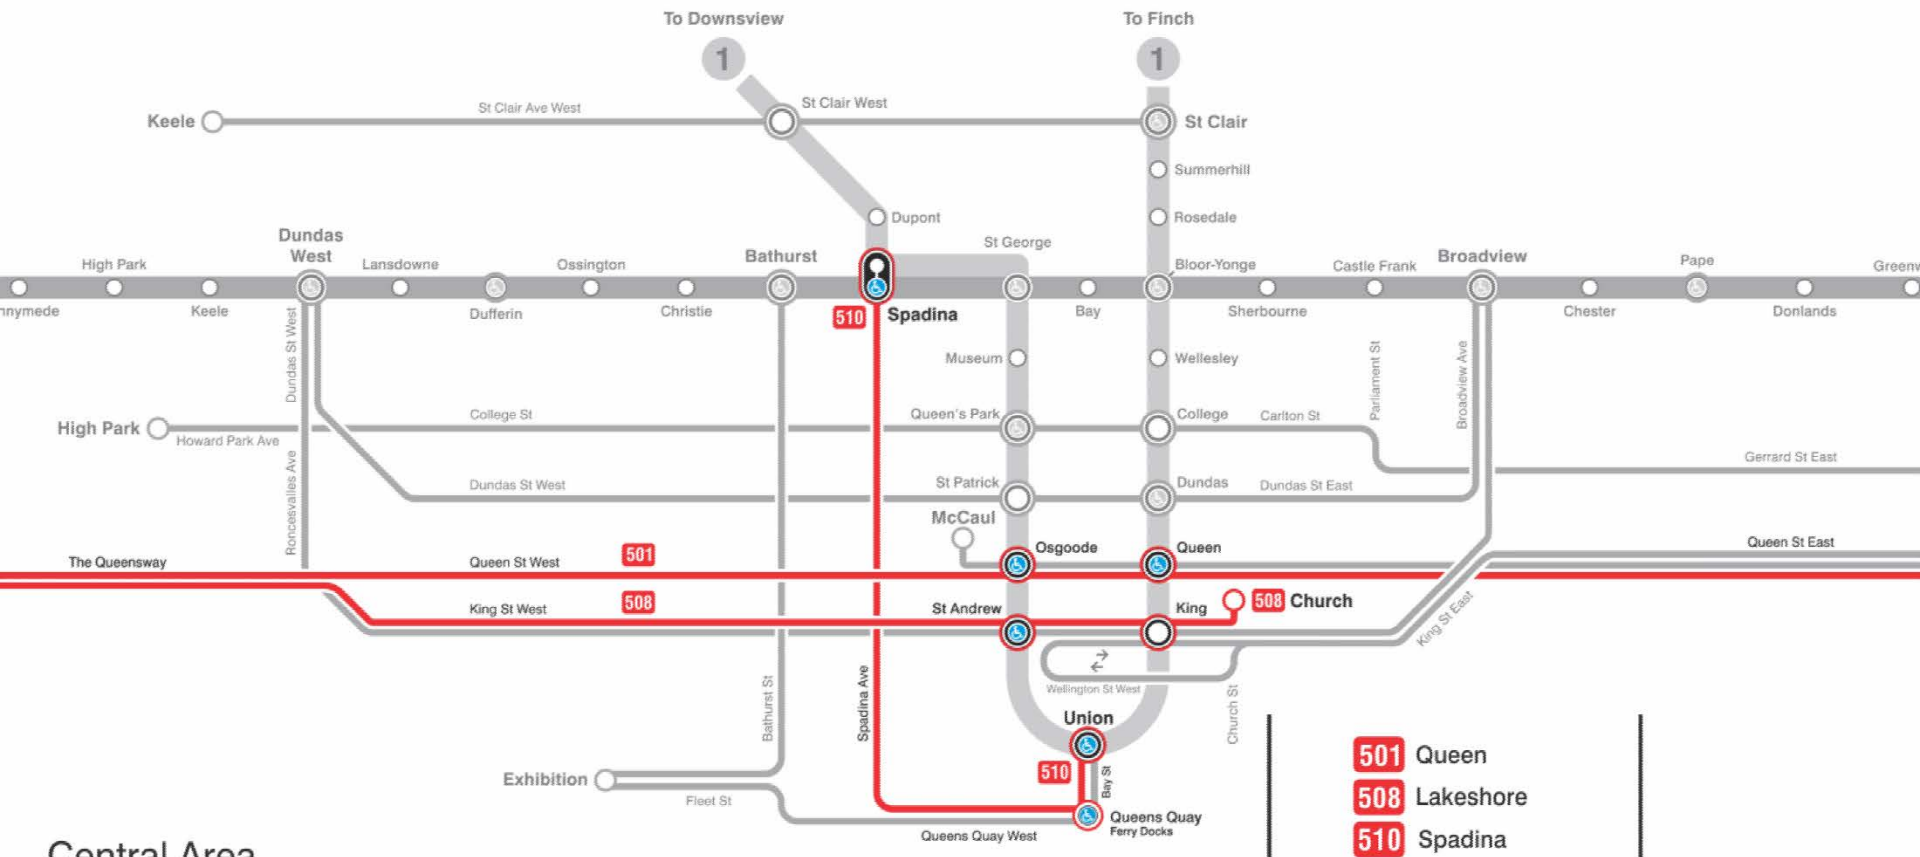 To Downsview
To Finch
1
1
Keele
St Clair Ave West
St Clair West
St Clair
Summerhill
Dupont
Rosedale
Dundas
West
St George
High Park
Lansdowne
Ossington
Bathurst
Bloor-Yonge
Castle Frank
Broadview
Pape
Greenw
nnymede
Keele
Dufferin
Christie
510
Spadina
Bay
Sherbourne
Chester
Donlands
Dundas St West
Museum
Wellesley
Parliament St
Broadview Ave
High Park
Howard Park Ave
College St
Queen's Park
College
Carlton St
Gerrard St East
Roncesvalles Ave
Dundas St West
St Patrick
Dundas
Dundas St East
McCaul
The Queensway
Queen St West
501
Osgoode
Queen
Queen St East
King St West
508
St Andrew
King
508 Church
King St East
Wellington St West
Church St
Bathurst St
Spadina Ave
Union
510
Bay St
Exhibition
Fleet St
Queens Quay West
Queens Quay
Ferry Docks
501 Queen
508 Lakeshore
510 Spadina
Central Area